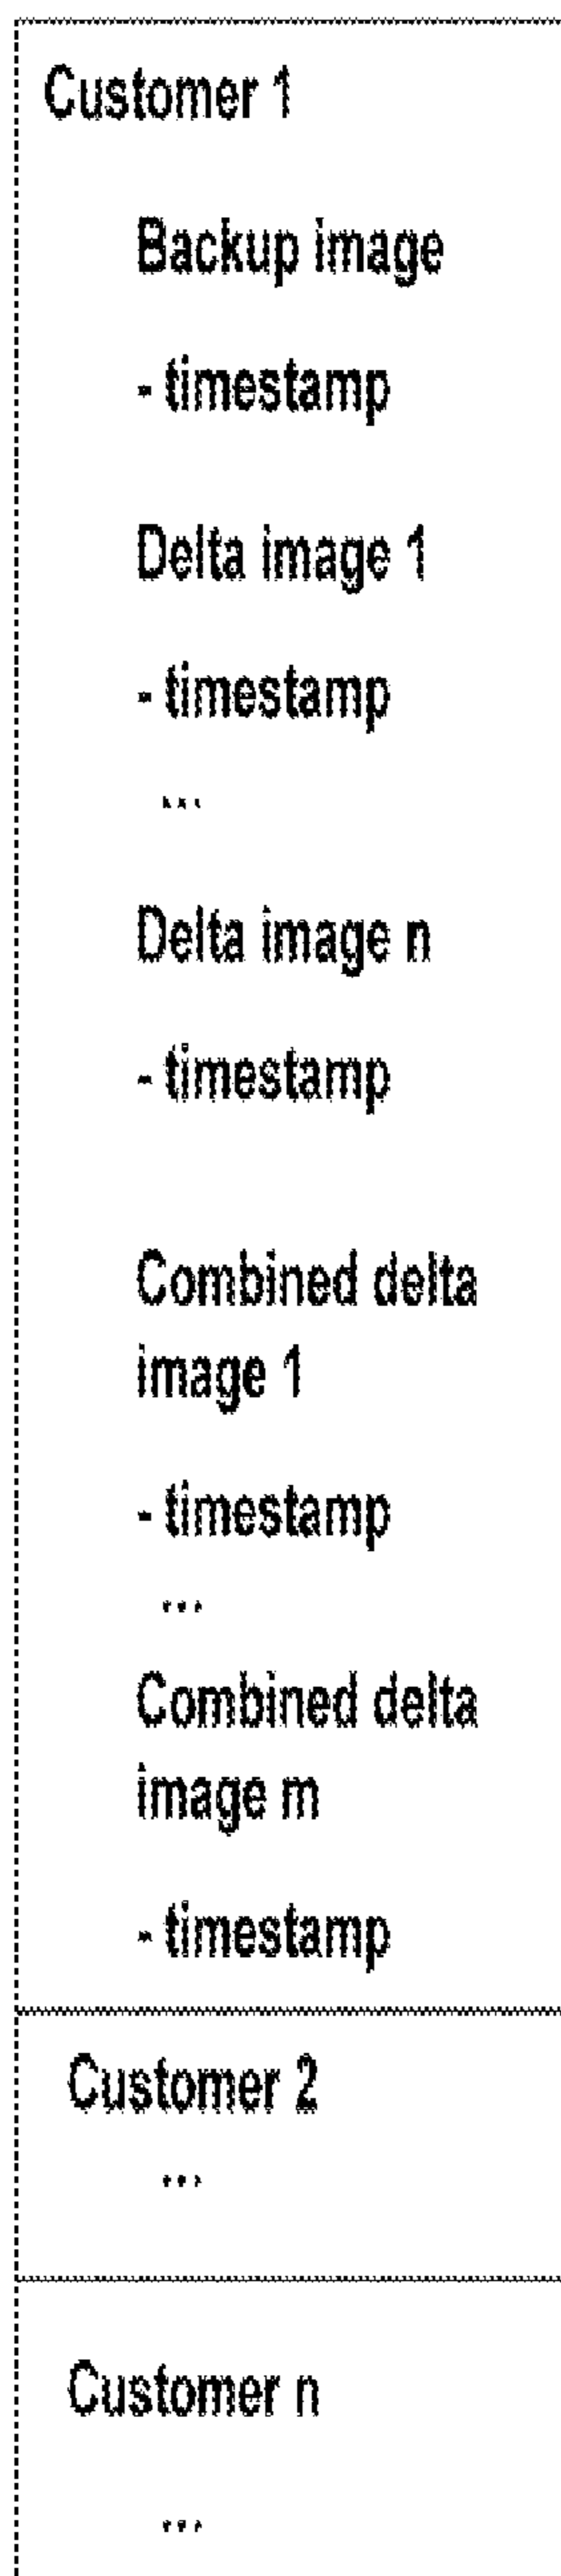 Customer 1
Backup image
- timestamp
Delta image 1
- timestamp
...
Delta image n
- timestamp
Combined delta
image 1
- timestamp
...
Combined delta
image m
- timestamp
Customer 2
...
Customer n
...